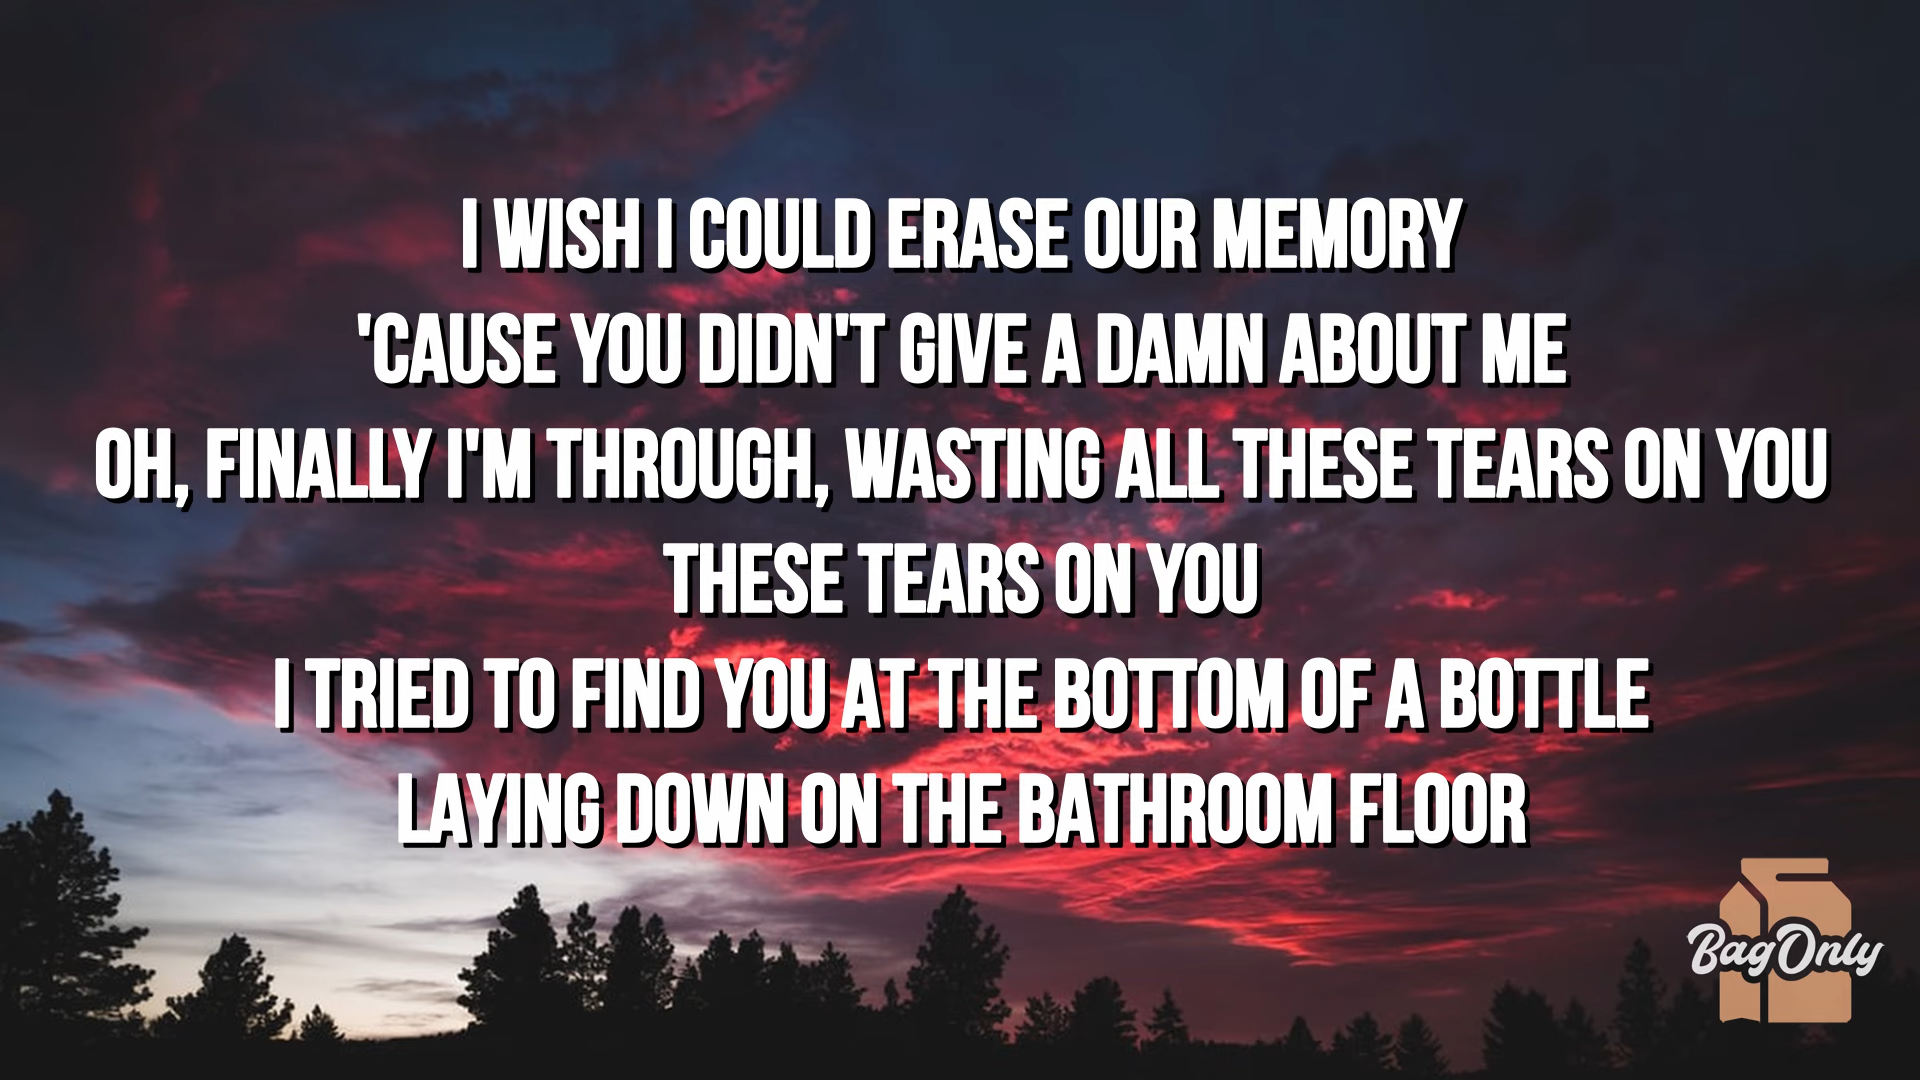 I WISH I COULD ERASE OUR MEMORY
'CAUSE YOU DIDN'T GIVE A DAMN ABOUT ME
OH, FINALLY I'M THROUGH, WASTING ALL THESE TEARS ON YOU
THESE TEARS ON YOU
I TRIED TO FIND YOU AT THE BOTTOM OF A BOTTLE
LAYING DOWN ON THE BATHROOM FLOOR
BagOnly